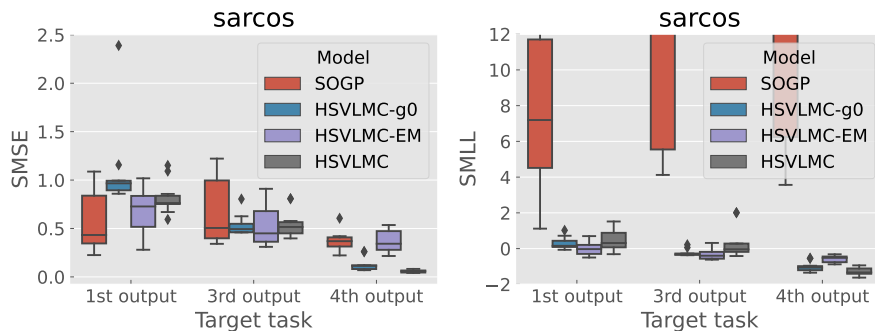 sarcos
SMSE
2.5
2.0
1.5
1.0
0.5
0.0
Model
SOGP
HSVLMC-g0
HSVLMC-EM
HSVLMC
1st output
3rd output
4th output
Target task
sarcos
SMLL
12
10
8
6
4
2
0
−2
Model
SOGP
HSVLMC-g0
HSVLMC-EM
HSVLMC
1st output
3rd output
4th output
Target task